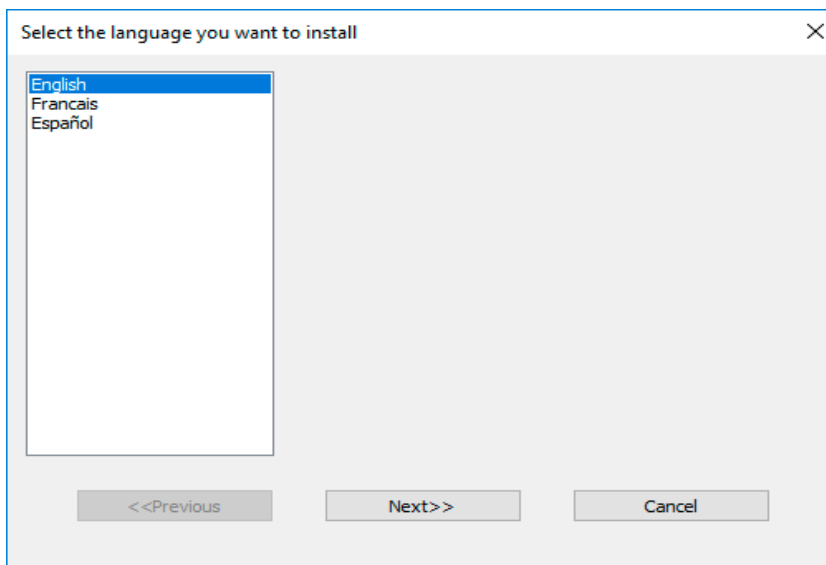 Select the language you want to install
English
Francais
Español
<<Previous
Next>>
Cancel